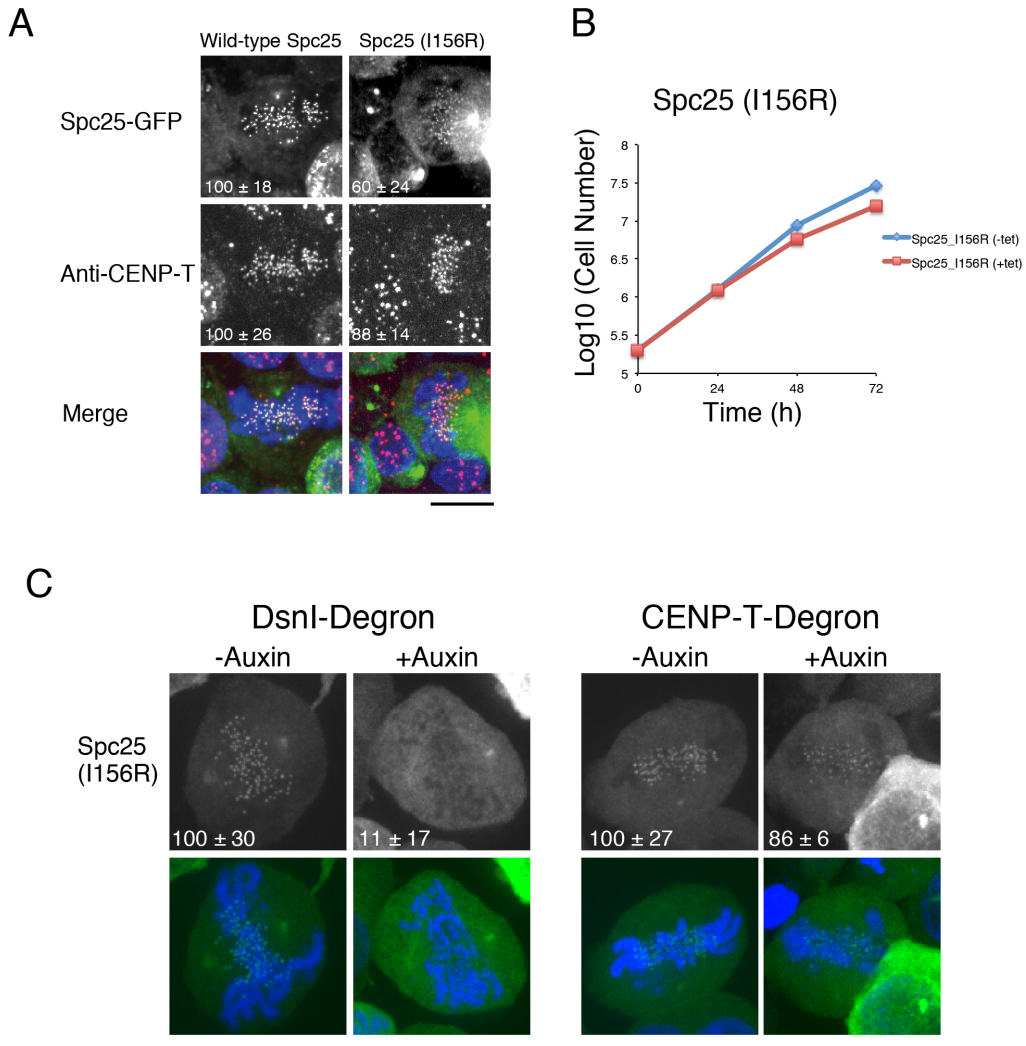 A
Wild-type Spc25 Spc25 (I156R)
Spc25-GFP
100 ± 18
60 ± 24
Anti-CENP-T
100 ± 26
88 ± 14
Merge
B
Spc25 (I156R)
Log10 (Cell Number)
8
7.5
7
6.5
6
5.5
5
0 24 48 72
Time (h)
Spc25_I156R (-tet)
Spc25_I156R (+tet)
C
DsnI-Degron
CENP-T-Degron
-Auxin +Auxin
-Auxin +Auxin
Spc25
(I156R)
100 ± 30
11 ± 17
100 ± 27
86 ± 6